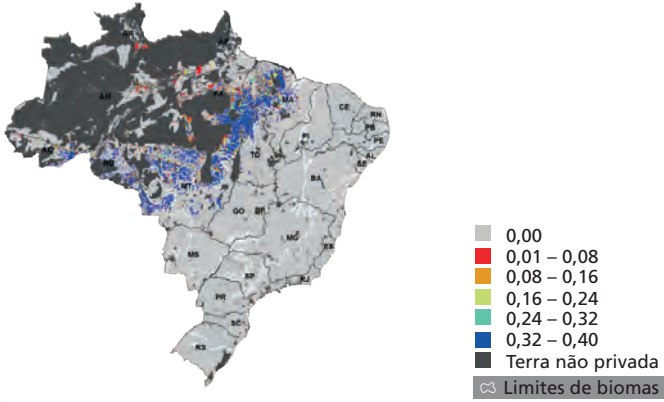 RR
AP
AM
PA
MA
CE
RN
PB
PE
AL
SE
PI
AC
RO
TO
BA
MT
GO
DF
MG
ES
MS
SP
RJ
PR
SC
RS
0,00
0,01 – 0,08
0,08 – 0,16
0,16 – 0,24
0,24 – 0,32
0,32 – 0,40
Terra não privada
Limites de biomas